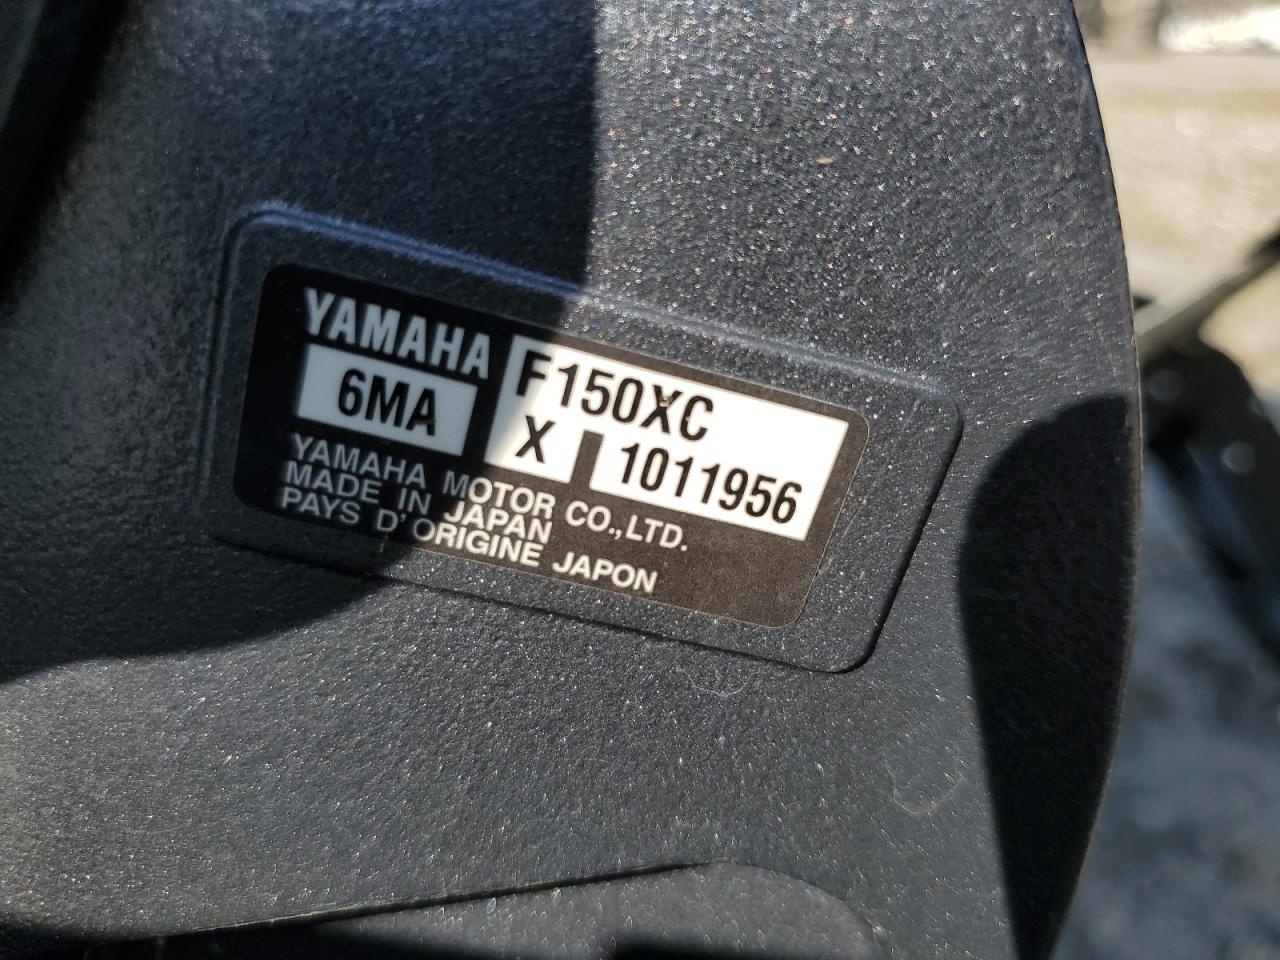 YAMAHA F150XC
6MA X 1011956
YAMAHA MOTOR CO.,LTD.
MADE IN JAPAN
PAYS D'ORIGINE JAPON